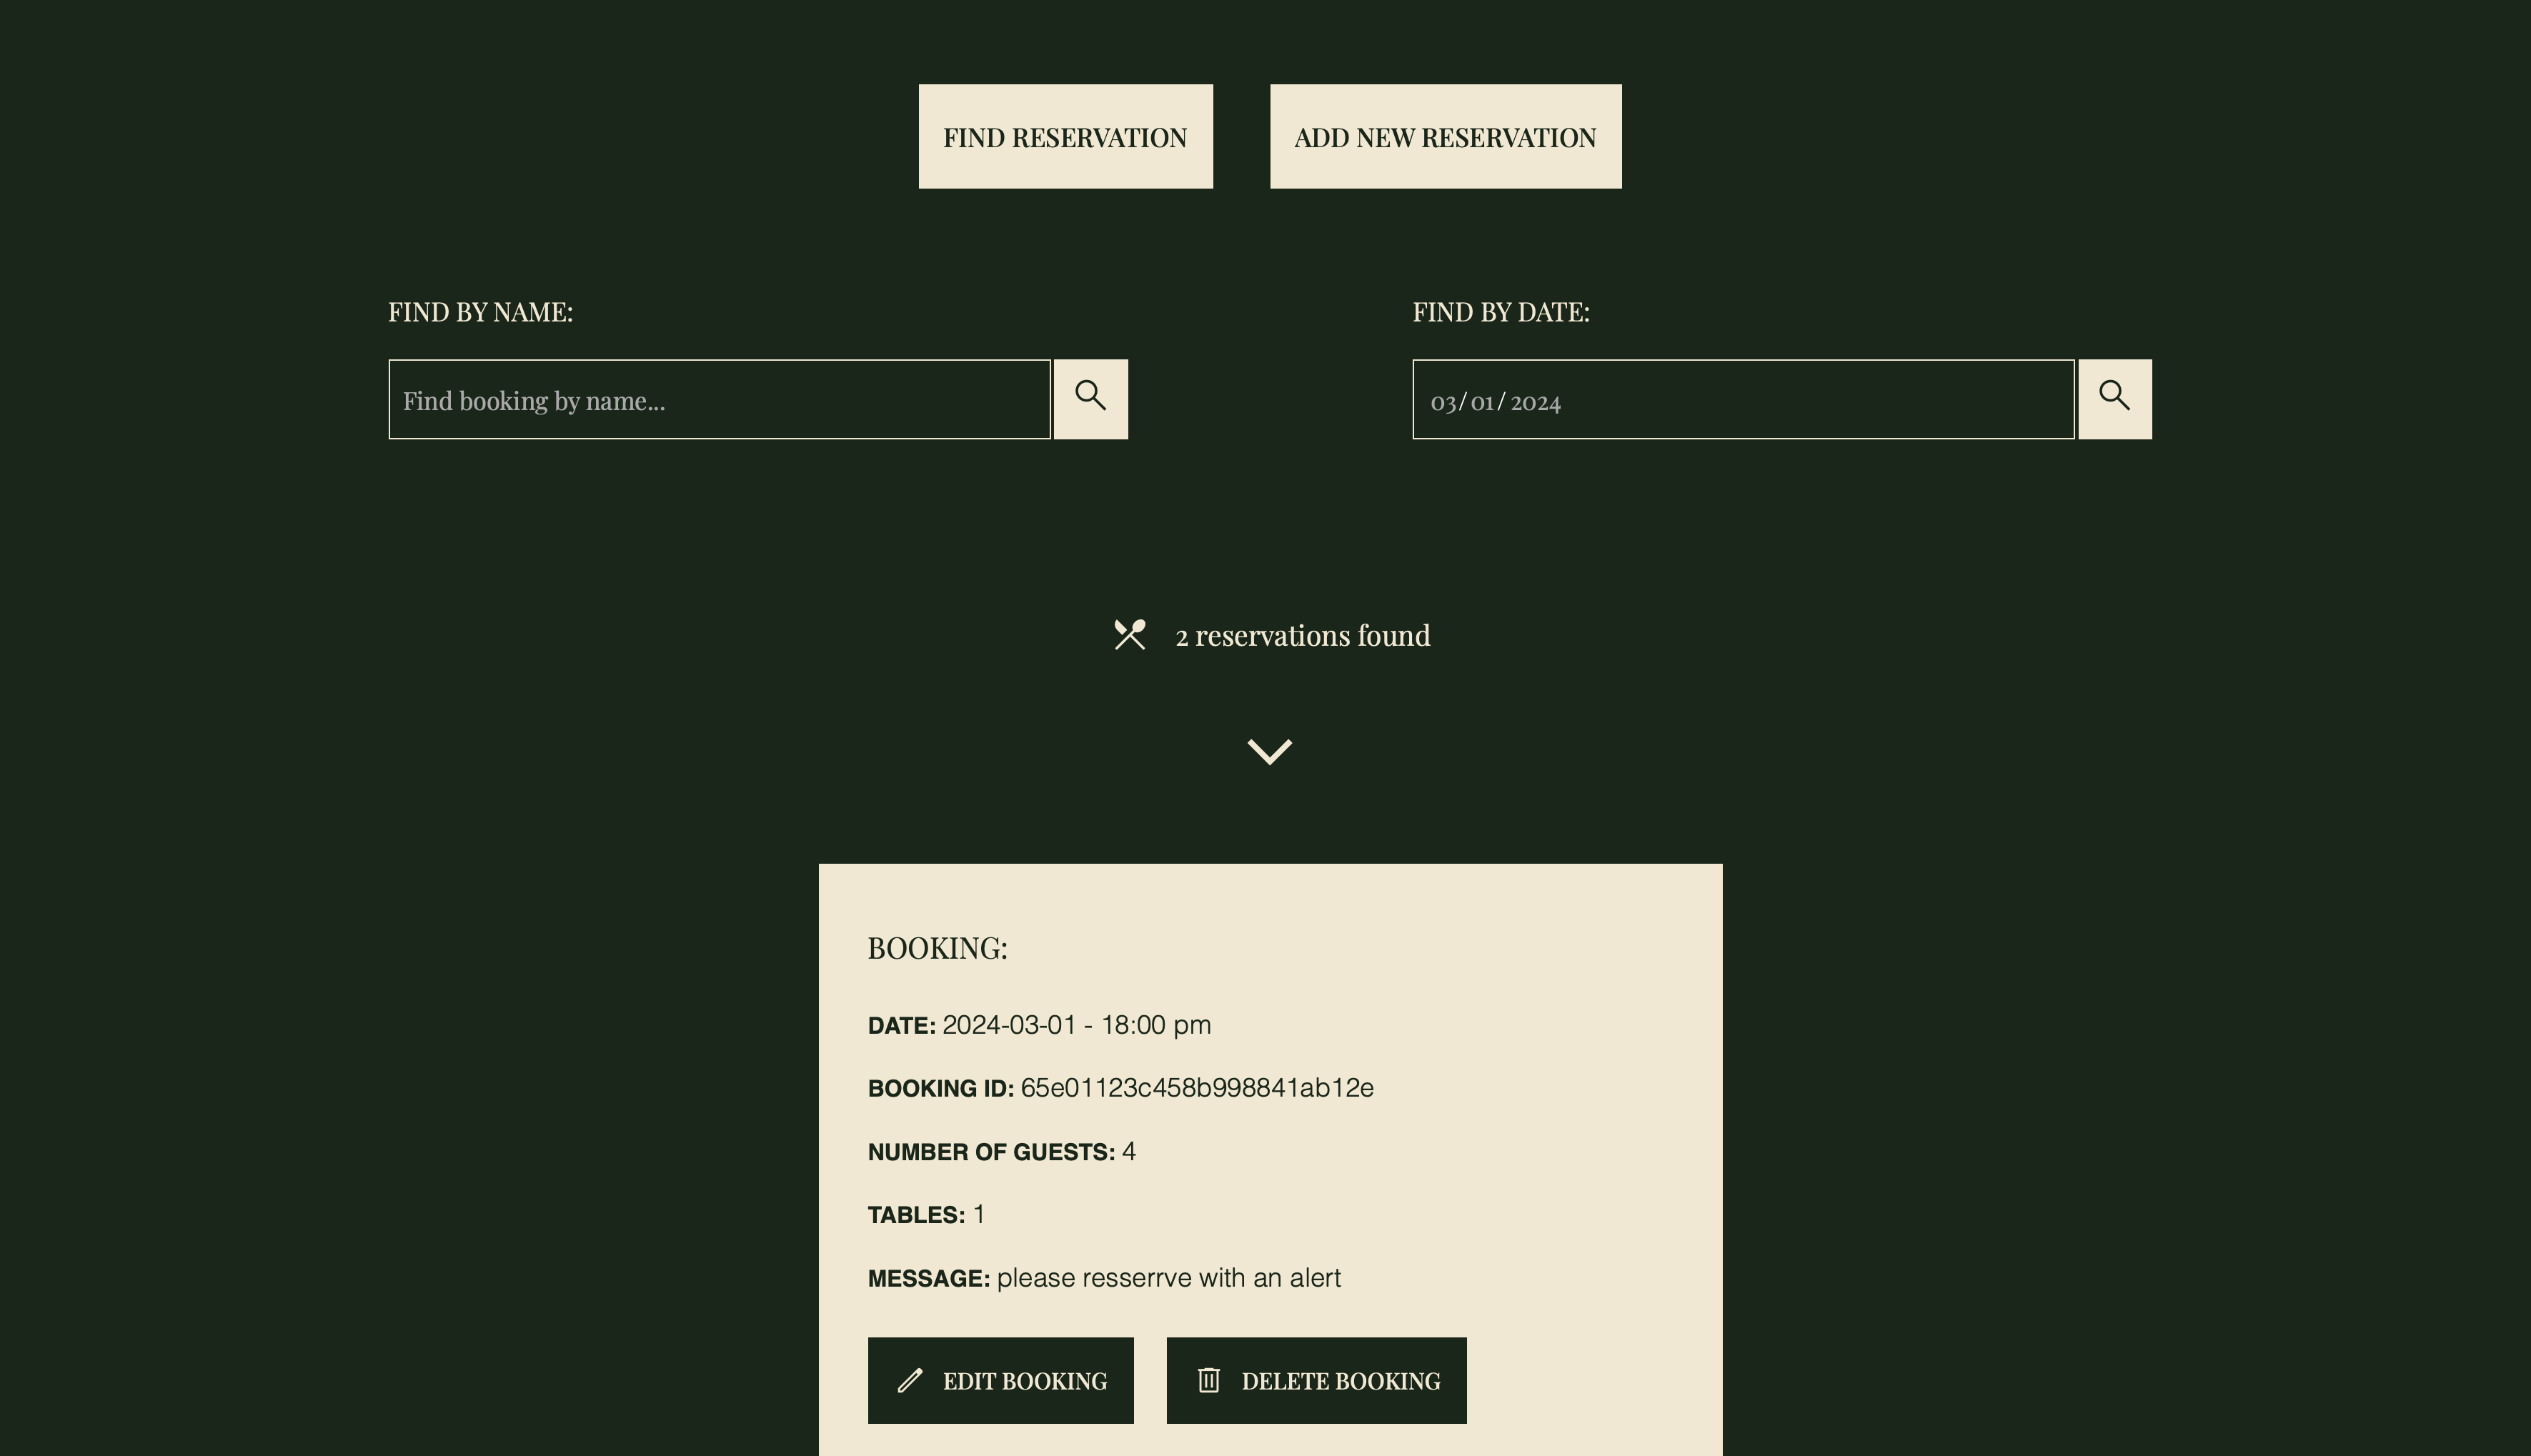 FIND RESERVATION
ADD NEW RESERVATION
FIND BY NAME:
FIND BY DATE:
Find booking by name...
03/01/2024
2 reservations found
BOOKING:
DATE: 2024-03-01 - 18:00 pm
BOOKING ID: 65e01123c458b998841ab12e
NUMBER OF GUESTS: 4
TABLES: 1
MESSAGE: please resserrve with an alert
EDIT BOOKING
DELETE BOOKING